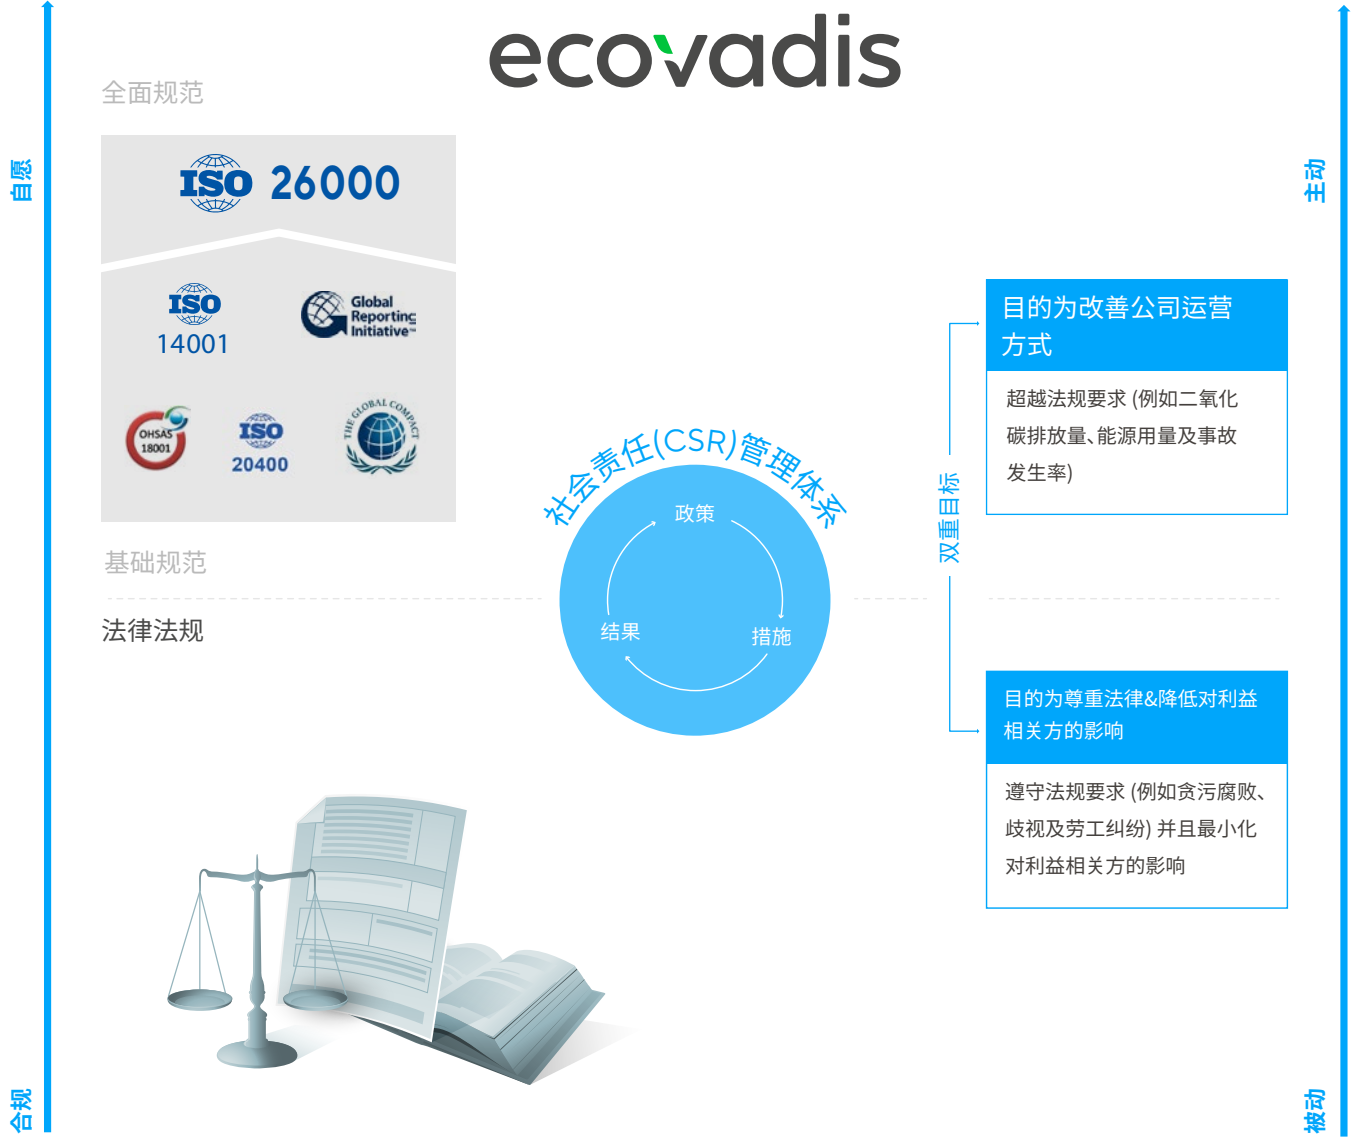 ecovadis
自愿
全面规范
ISO 26000
ISO
14001
Global
Reporting
Initiative™
OHSAS
18001
ISO
20400
THE GLOBAL COMPACT
基础规范
法律法规
合规
社会责任(CSR)管理体系
政策
措施
结果
双重目标
目的为改善公司运营
方式
超越法规要求 (例如二氧化
碳排放量、能源用量及事故
发生率)
目的为尊重法律&降低对利益
相关方的影响
遵守法规要求 (例如贪污腐败、
歧视及劳工纠纷) 并且最小化
对利益相关方的影响
主动
被动